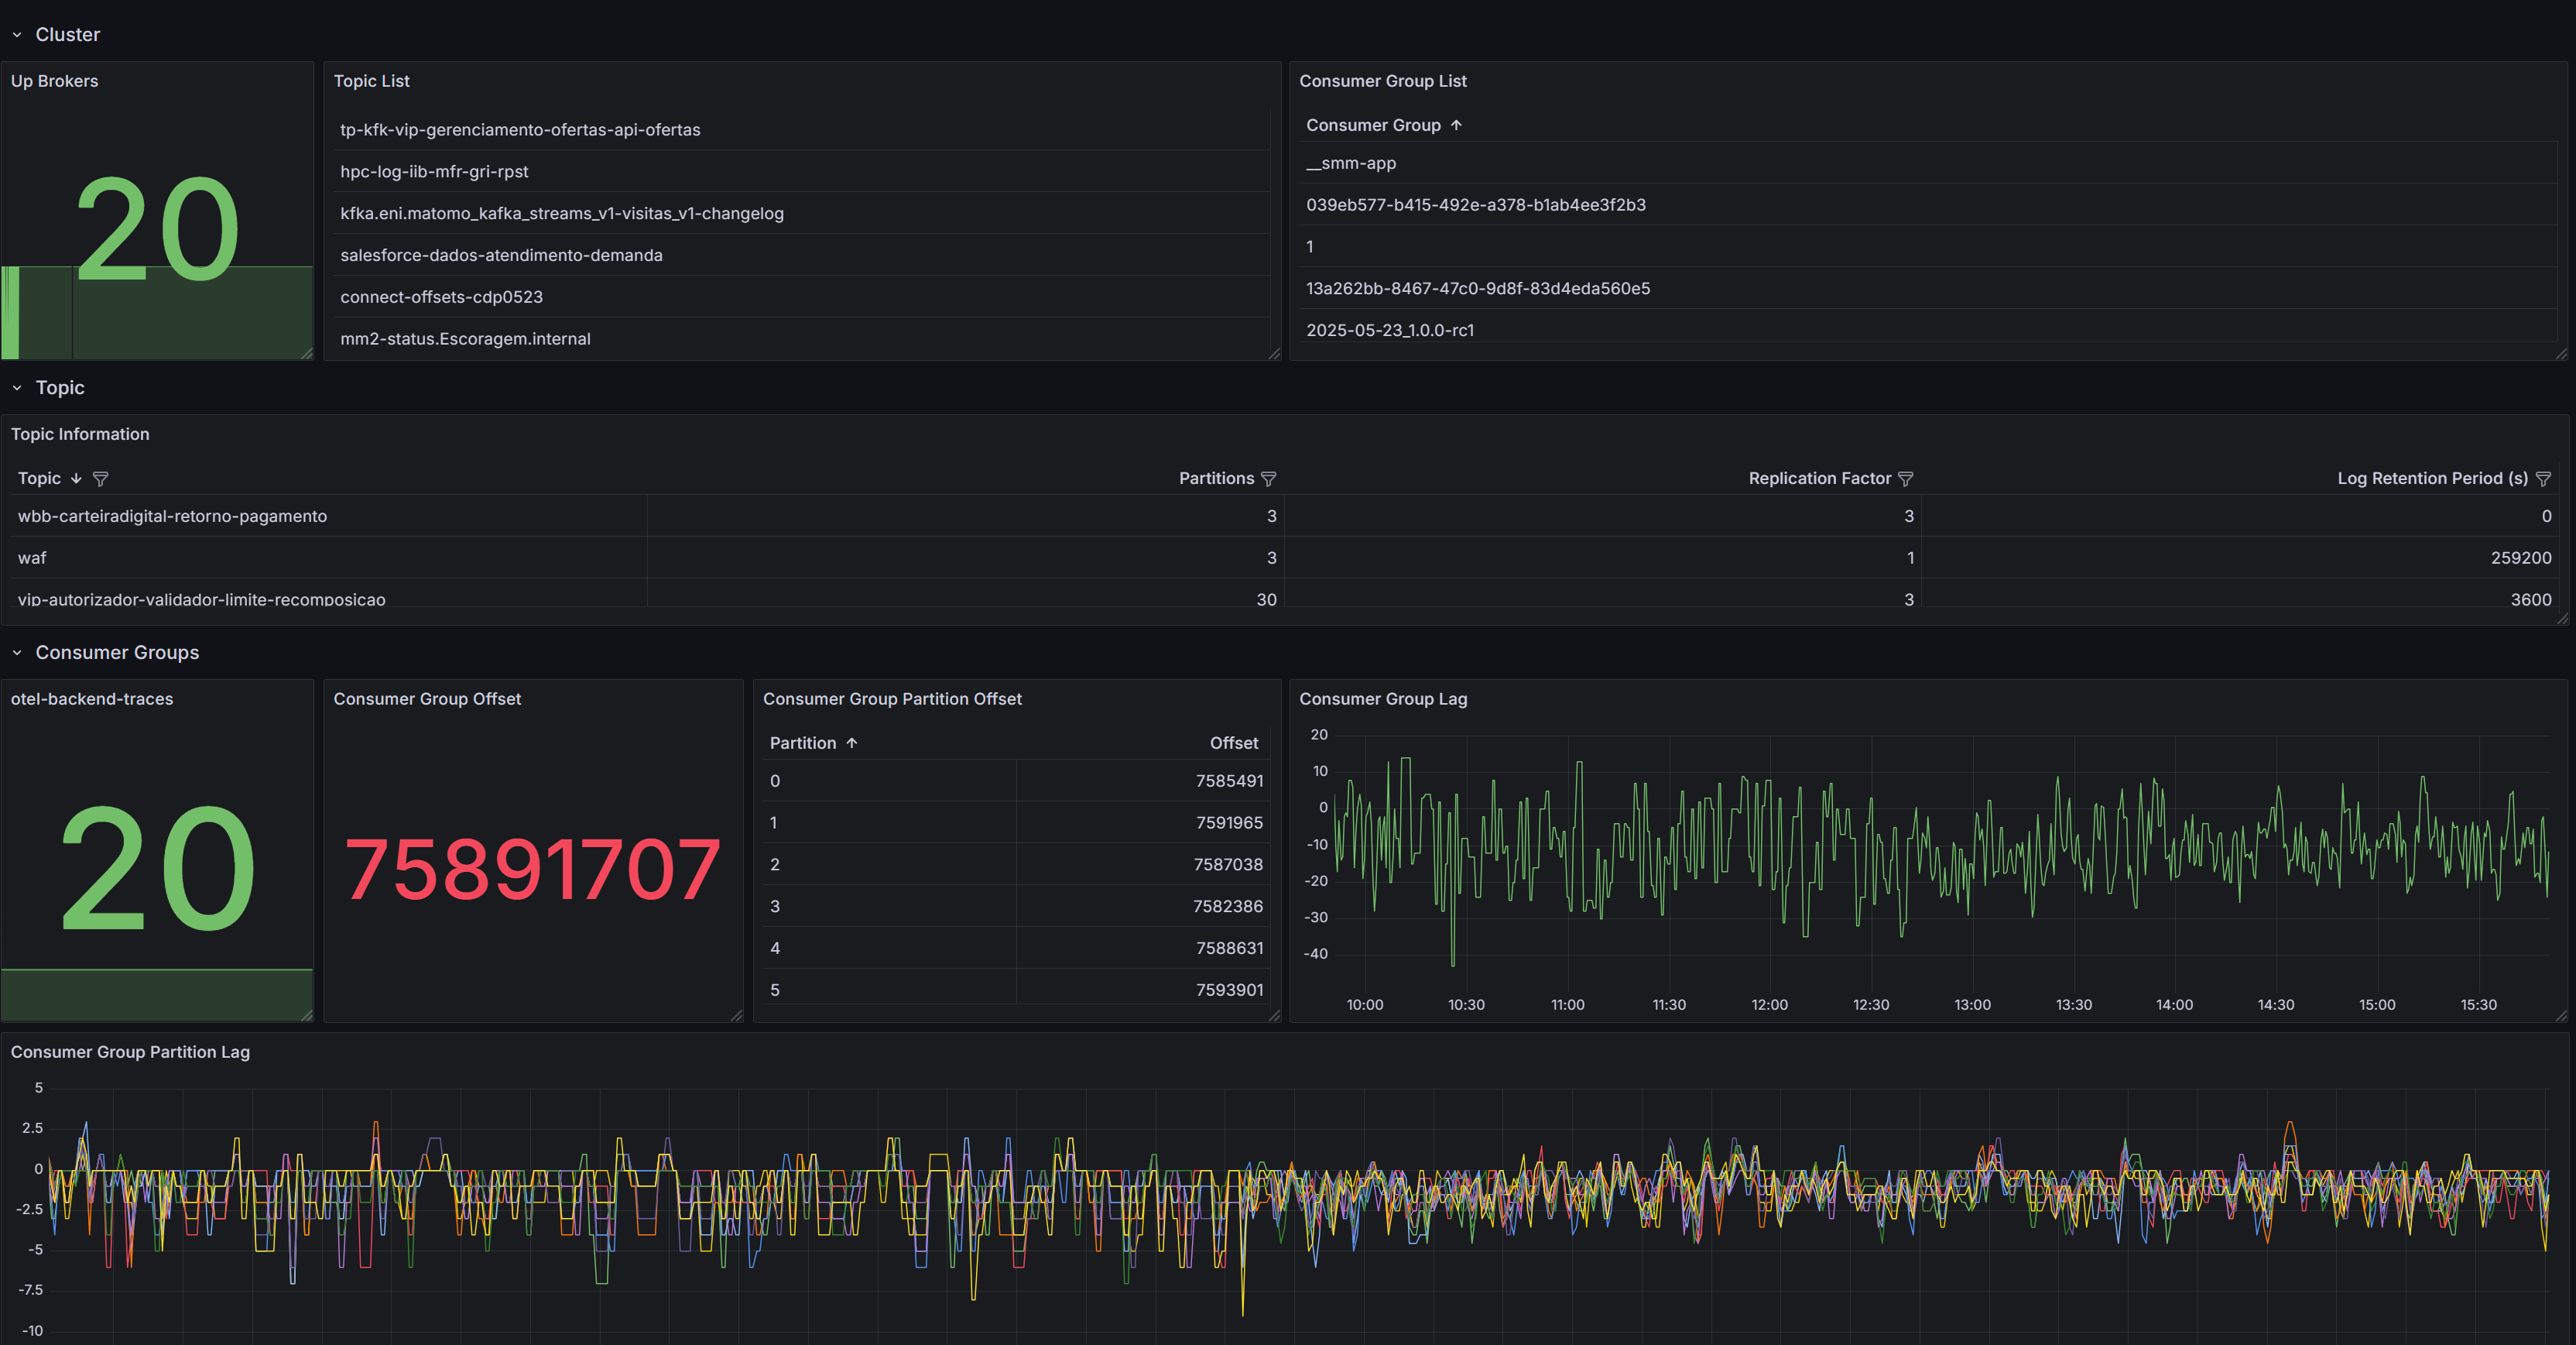 Cluster
Up Brokers
20
Topic List
tp-kfk-vip-gerenciamento-ofertas-api-ofertas
hpc-log-iib-mfr-gri-rpst
kfka.eni.matomo_kafka_streams_v1-visitas_v1-changelog
salesforce-dados-atendimento-demanda
connect-offsets-cdp0523
mm2-status.Escoragem.internal
Consumer Group List
Consumer Group
__smm-app
039eb577-b415-492e-a378-b1ab4ee3f2b3
1
13a262bb-8467-47c0-9d8f-83d4eda560e5
2025-05-23_1.0.0-rc1
Topic
Topic Information
Topic Partitions Replication Factor Log Retention Period (s)
wbb-carteiradigital-retorno-pagamento 3 3 0
waf 3 1 259200
vip-autorizador-validador-limite-recomposicao 30 3 3600
Consumer Groups
otel-backend-traces
20
Consumer Group Offset
75891707
Consumer Group Partition Offset
Partition Offset
0 7585491
1 7591965
2 7587038
3 7582386
4 7588631
5 7593901
Consumer Group Lag
20
10
0
-10
-20
-30
-40
10:00 10:30 11:00 11:30 12:00 12:30 13:00 13:30 14:00 14:30 15:00 15:30
Consumer Group Partition Lag
5
2.5
0
-2.5
-5
-7.5
-10